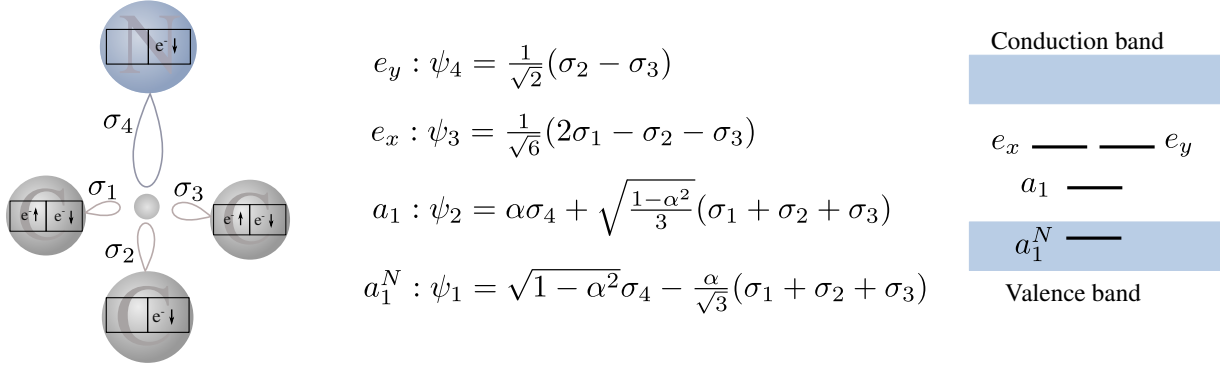 N
e⁻↓
σ₄
σ₁
σ₃
C
e⁻↑ e⁻↓
C
e⁻↑ e⁻↓
σ₂
C
e⁻↓
e_y : ψ₄ = 1/√2 (σ₂ − σ₃)
e_x : ψ₃ = 1/√6 (2σ₁ − σ₂ − σ₃)
a₁ : ψ₂ = ασ₄ + √((1−α²)/3) (σ₁ + σ₂ + σ₃)
a₁ᴺ : ψ₁ = √(1 − α²) σ₄ − α/√3 (σ₁ + σ₂ + σ₃)
Conduction band
e_x e_y
a₁
a₁ᴺ
Valence band